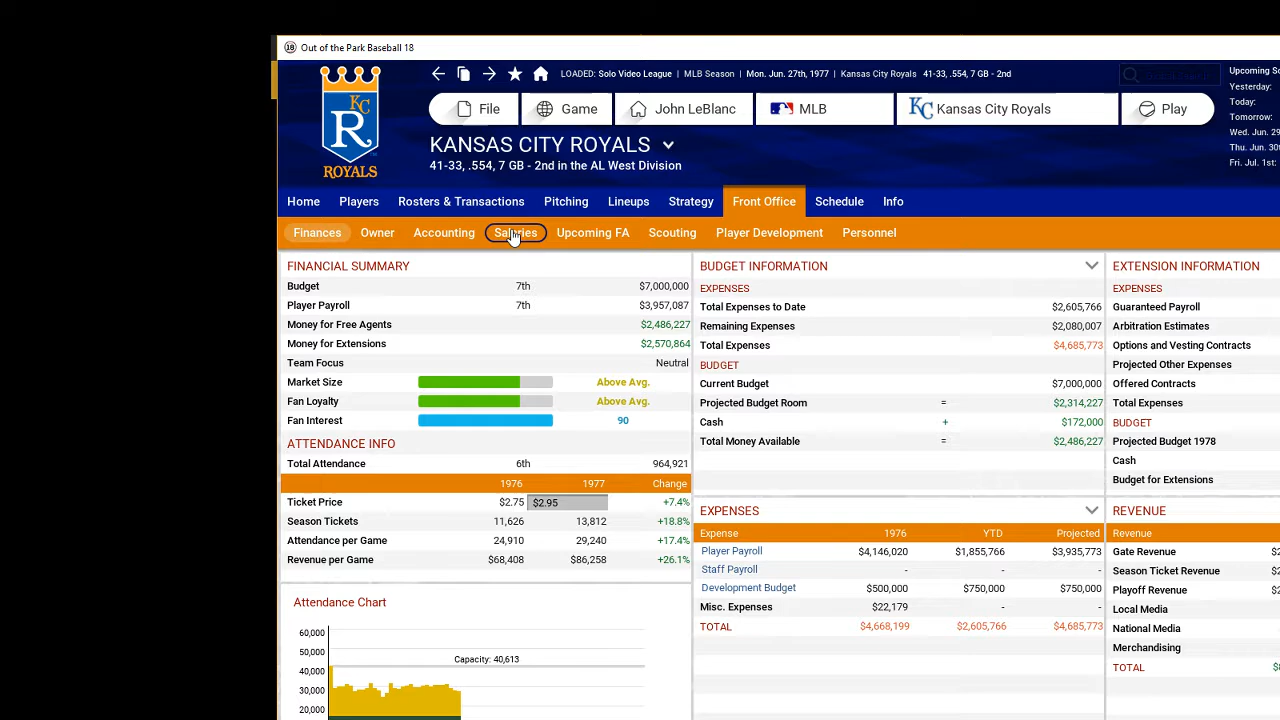 18 Out of the Park Baseball 18
LOADED: Solo Video League | MLB Season | Mon. Jun. 27th, 1977 | Kansas City Royals 41-33, .554, 7 GB - 2nd
Upcoming Sc
Yesterday:
Today:
Tomorrow:
Wed. Jun. 29
Thu. Jun. 30t
Fri. Jul. 1st:
KC
R
ROYALS
File Game John LeBlanc MLB KC Kansas City Royals Play
KANSAS CITY ROYALS
41-33, .554, 7 GB - 2nd in the AL West Division
Home Players Rosters & Transactions Pitching Lineups Strategy Front Office Schedule Info
Finances Owner Accounting Salaries Upcoming FA Scouting Player Development Personnel
FINANCIAL SUMMARY
Budget 7th $7,000,000
Player Payroll 7th $3,957,087
Money for Free Agents $2,486,227
Money for Extensions $2,570,864
Team Focus Neutral
Market Size Above Avg.
Fan Loyalty Above Avg.
Fan Interest 90
ATTENDANCE INFO
Total Attendance 6th 964,921
1976 1977 Change
Ticket Price $2.75 $2.95 +7.4%
Season Tickets 11,626 13,812 +18.8%
Attendance per Game 24,910 29,240 +17.4%
Revenue per Game $68,408 $86,258 +26.1%
Attendance Chart
60,000
50,000
Capacity: 40,613
40,000
30,000
20,000
BUDGET INFORMATION
EXPENSES
Total Expenses to Date $2,605,766
Remaining Expenses $2,080,007
Total Expenses $4,685,773
BUDGET
Current Budget $7,000,000
Projected Budget Room = $2,314,227
Cash + $172,000
Total Money Available = $2,486,227
EXPENSES
Expense 1976 YTD Projected
Player Payroll $4,146,020 $1,855,766 $3,935,773
Staff Payroll - - -
Development Budget $500,000 $750,000 $750,000
Misc. Expenses $22,179 - -
TOTAL $4,668,199 $2,605,766 $4,685,773
EXTENSION INFORMATION
EXPENSES
Guaranteed Payroll
Arbitration Estimates
Options and Vesting Contracts
Projected Other Expenses
Offered Contracts
Total Expenses
BUDGET
Projected Budget 1978
Cash
Budget for Extensions
REVENUE
Revenue
Gate Revenue $2
Season Ticket Revenue $2
Playoff Revenue $2
Local Media
National Media
Merchandising
TOTAL $8